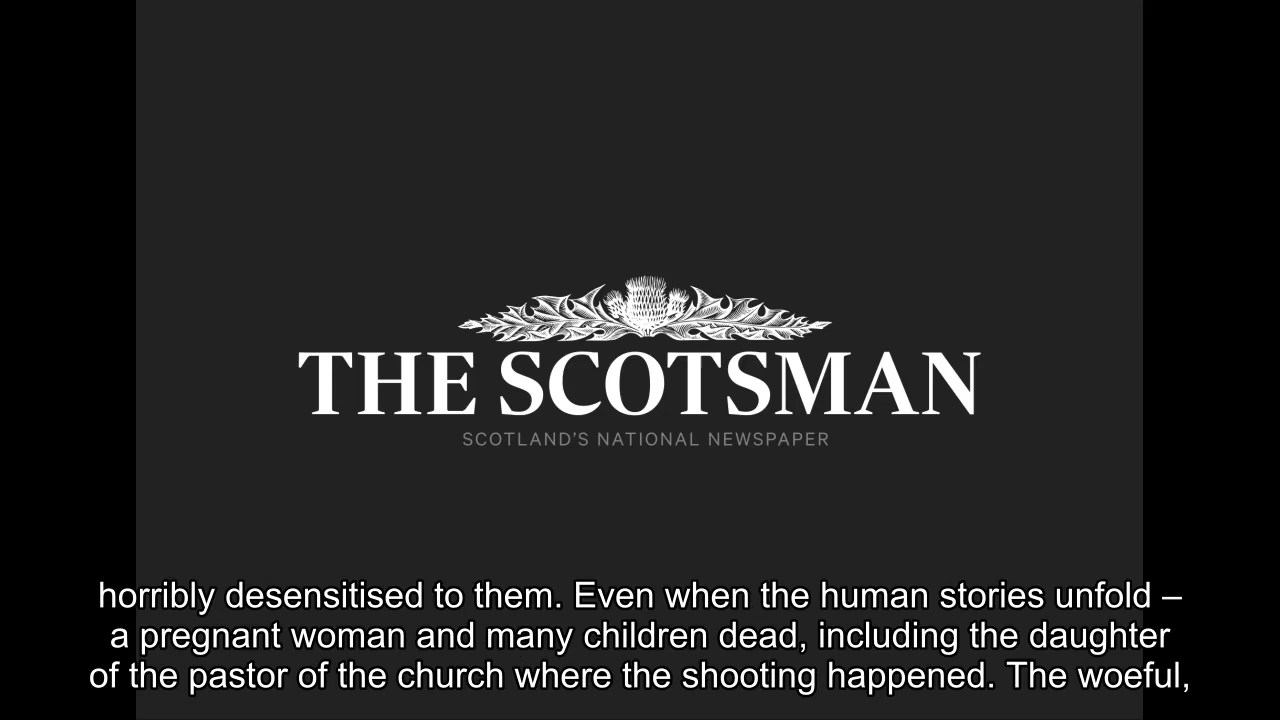 THE SCOTSMAN
SCOTLAND'S NATIONAL NEWSPAPER
horribly desensitised to them. Even when the human stories unfold –
a pregnant woman and many children dead, including the daughter
of the pastor of the church where the shooting happened. The woeful,